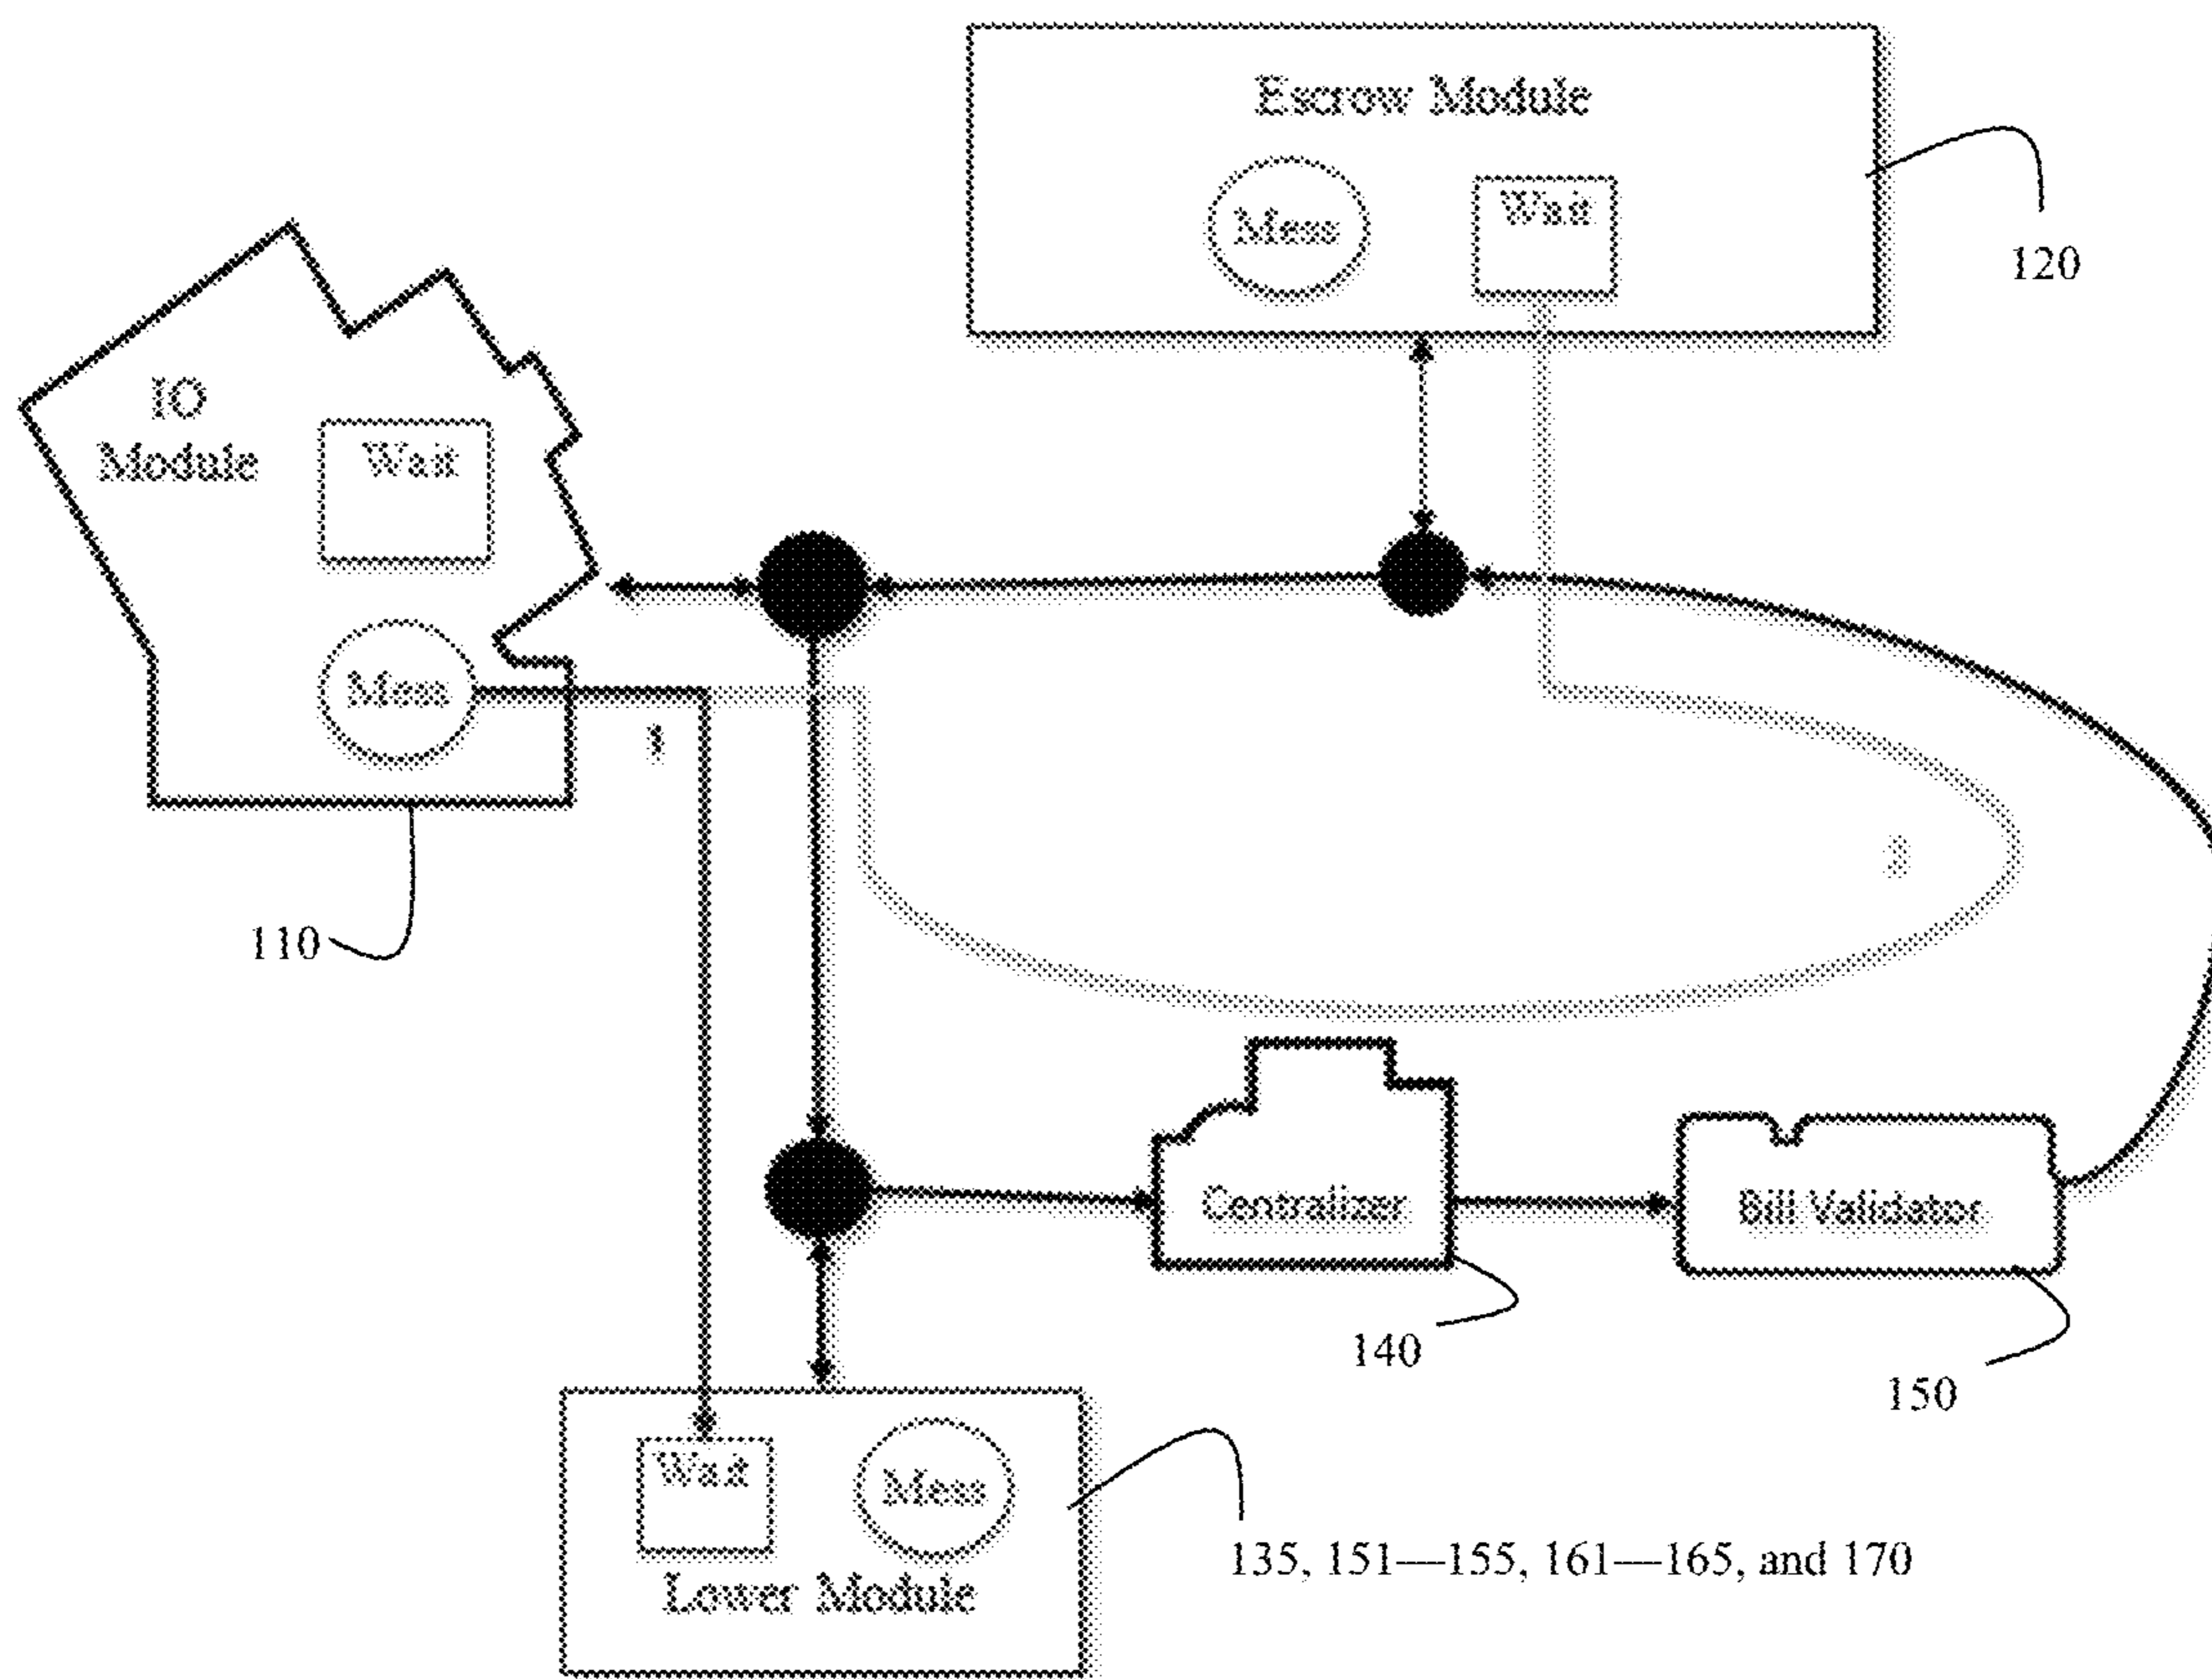 Escrow Module
Mess
Wait
120
IO
Module
Wait
Mess
110
Centralizer
Bill Validator
140
150
Wait
Mess
Lower Module
135, 151—155, 161—165, and 170